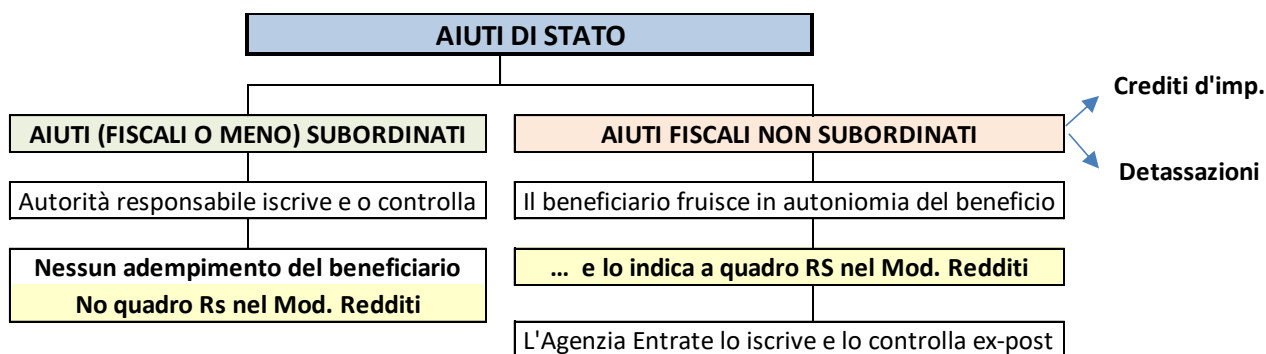 AIUTI DI STATO
Crediti d'imp.
AIUTI (FISCALI O MENO) SUBORDINATI
AIUTI FISCALI NON SUBORDINATI
Detassazioni
Autorità responsabile iscrive e o controlla
Il beneficiario fruisce in autoniomia del beneficio
Nessun adempimento del beneficiario
No quadro Rs nel Mod. Redditi
... e lo indica a quadro RS nel Mod. Redditi
L'Agenzia Entrate lo iscrive e lo controlla ex-post